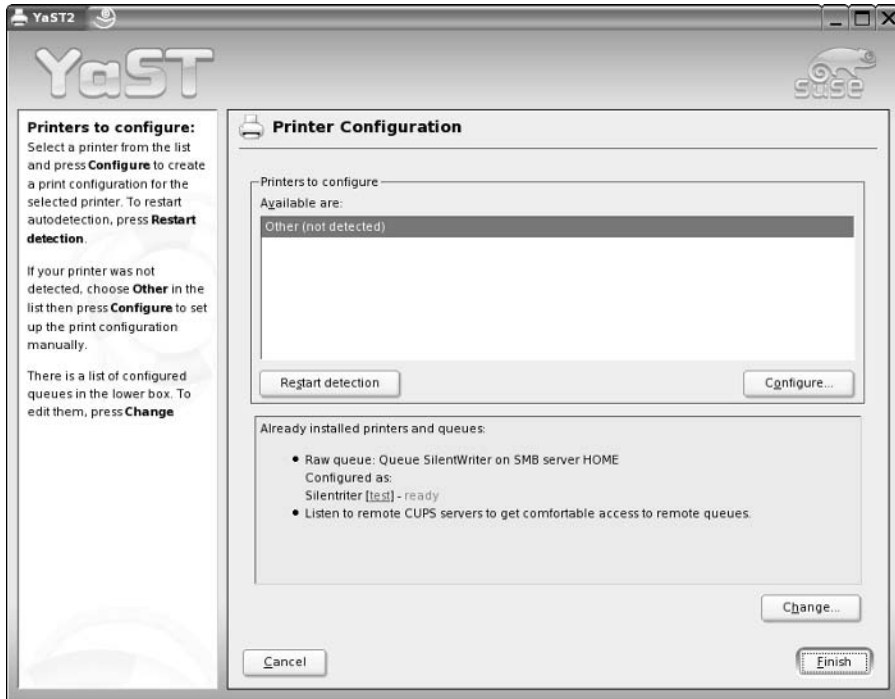 YaST2
YaST
suse
Printers to configure:
Select a printer from the list
and press Configure to create
a print configuration for the
selected printer. To restart
autodetection, press Restart
detection.
If your printer was not
detected, choose Other in the
list then press Configure to set
up the print configuration
manually.
There is a list of configured
queues in the lower box. To
edit them, press Change
Printer Configuration
Printers to configure
Available are:
Other (not detected)
Restart detection
Configure...
Already installed printers and queues:
• Raw queue: Queue SilentWriter on SMB server HOME
Configured as:
Silentriter [test] - ready
• Listen to remote CUPS servers to get comfortable access to remote queues.
Change...
Cancel
Finish